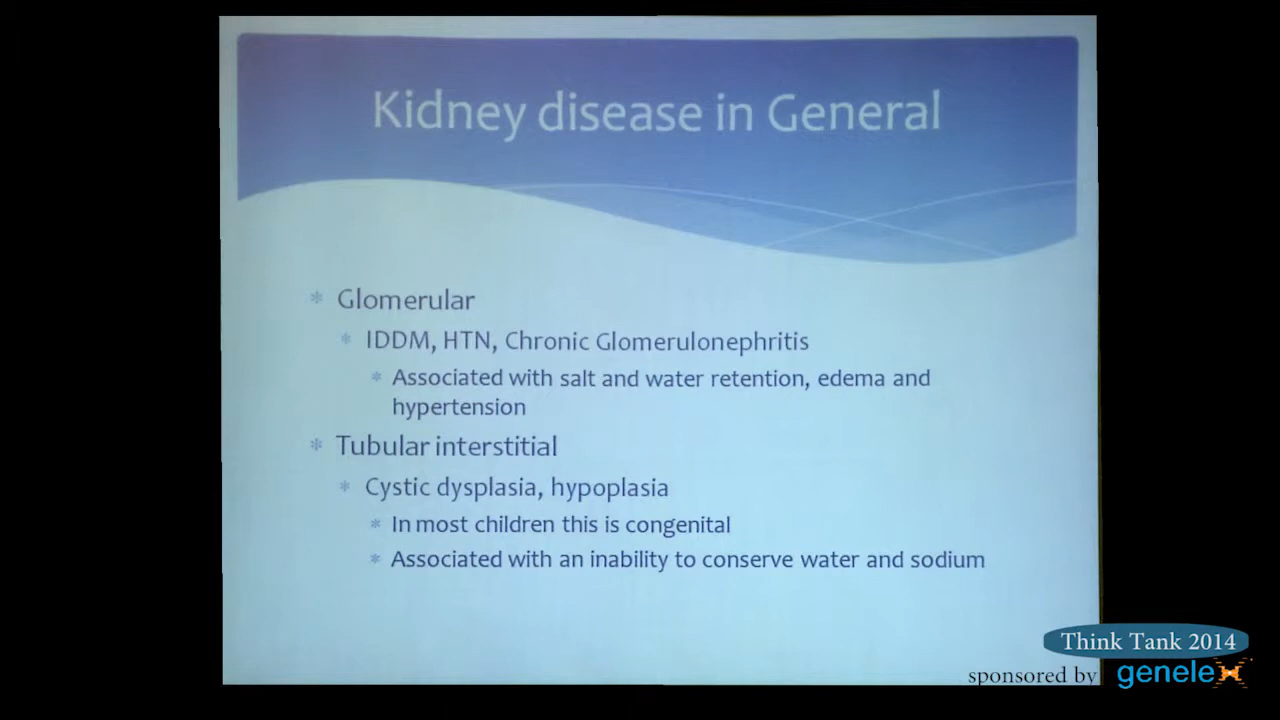 Kidney disease in General
Glomerular
IDDM, HTN, Chronic Glomerulonephritis
Associated with salt and water retention, edema and
hypertension
Tubular interstitial
Cystic dysplasia, hypoplasia
In most children this is congenital
Associated with an inability to conserve water and sodium
Think Tank 2014
sponsored by genelex